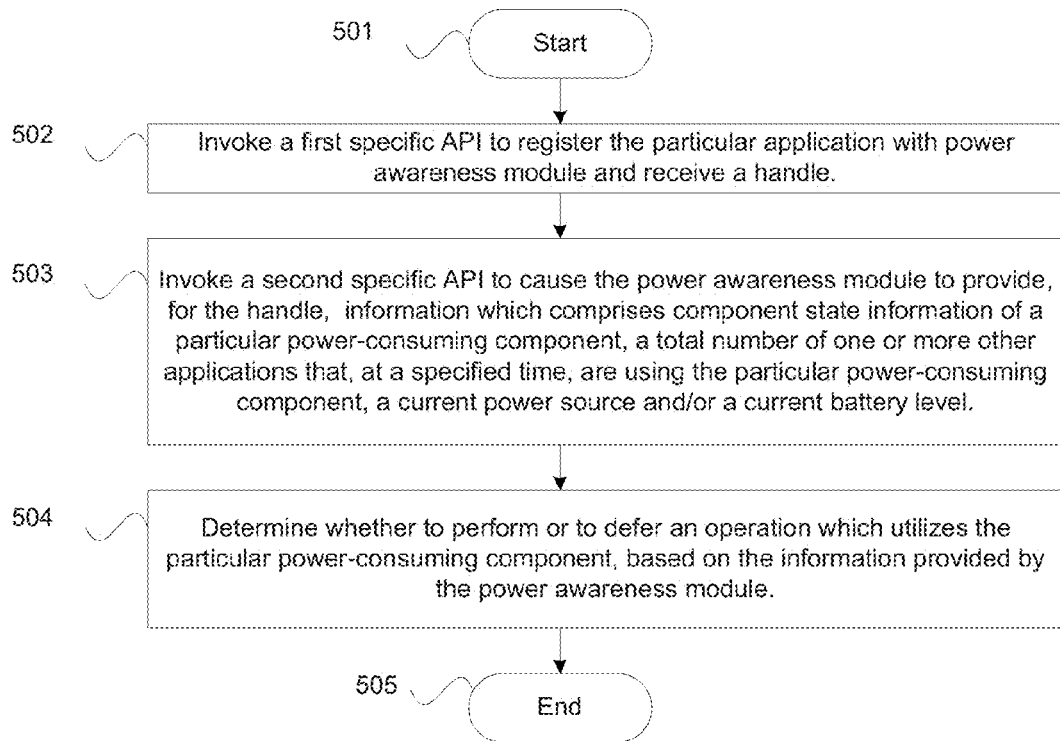 501
Start
502
Invoke a first specific API to register the particular application with power
awareness module and receive a handle.
503
Invoke a second specific API to cause the power awareness module to provide,
for the handle, information which comprises component state information of a
particular power-consuming component, a total number of one or more other
applications that, at a specified time, are using the particular power-consuming
component, a current power source and/or a current battery level.
504
Determine whether to perform or to defer an operation which utilizes the
particular power-consuming component, based on the information provided by
the power awareness module.
505
End